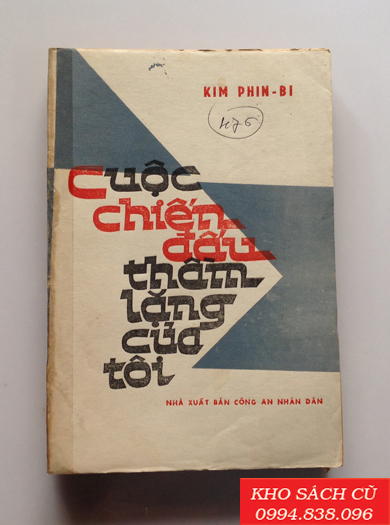 KIM PHIN-BI
476
Cuộc
chiến
đấu
thầm
lặng
của
tôi
NHÀ XUẤT BẢN CÔNG AN NHÂN DÂN
KHO SÁCH CŨ
0994.838.096